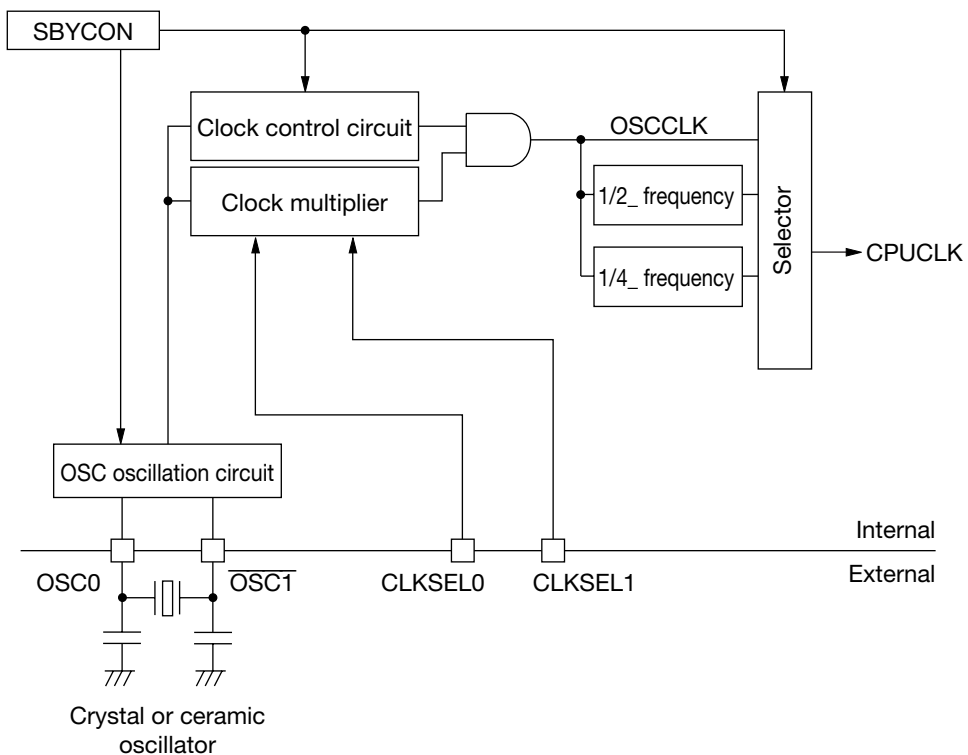 SBYCON
Clock control circuit
OSCCLK
Clock multiplier
1/2_ frequency
1/4_ frequency
Selector
CPUCLK
OSC oscillation circuit
Internal
External
OSC0
OSC1
CLKSEL0
CLKSEL1
Crystal or ceramic
oscillator